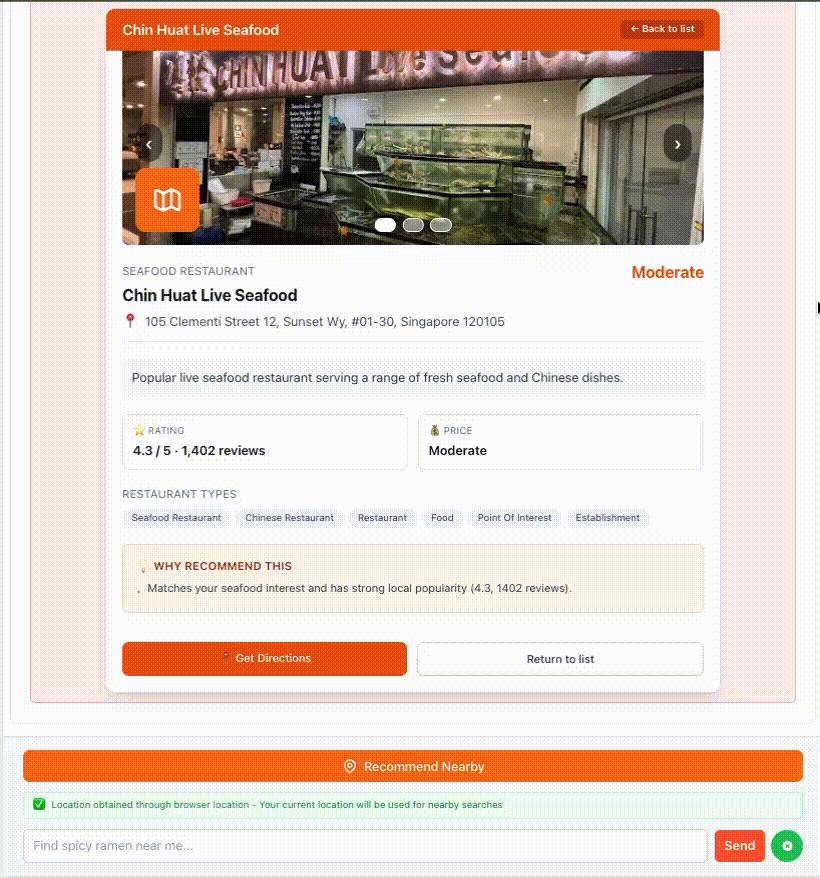 Chin Huat Live Seafood
← Back to list
CHIN HUAT Live Seafood
SEAFOOD RESTAURANT
Moderate
Chin Huat Live Seafood
105 Clementi Street 12, Sunset Wy, #01-30, Singapore 120105
Popular live seafood restaurant serving a range of fresh seafood and Chinese dishes.
RATING
PRICE
4.3 / 5 · 1,402 reviews
Moderate
RESTAURANT TYPES
Seafood Restaurant
Chinese Restaurant
Restaurant
Food
Point Of Interest
Establishment
WHY RECOMMEND THIS
Matches your seafood interest and has strong local popularity (4.3, 1402 reviews).
Get Directions
Return to list
Recommend Nearby
Location obtained through browser location - Your current location will be used for nearby searches
Find spicy ramen near me...
Send